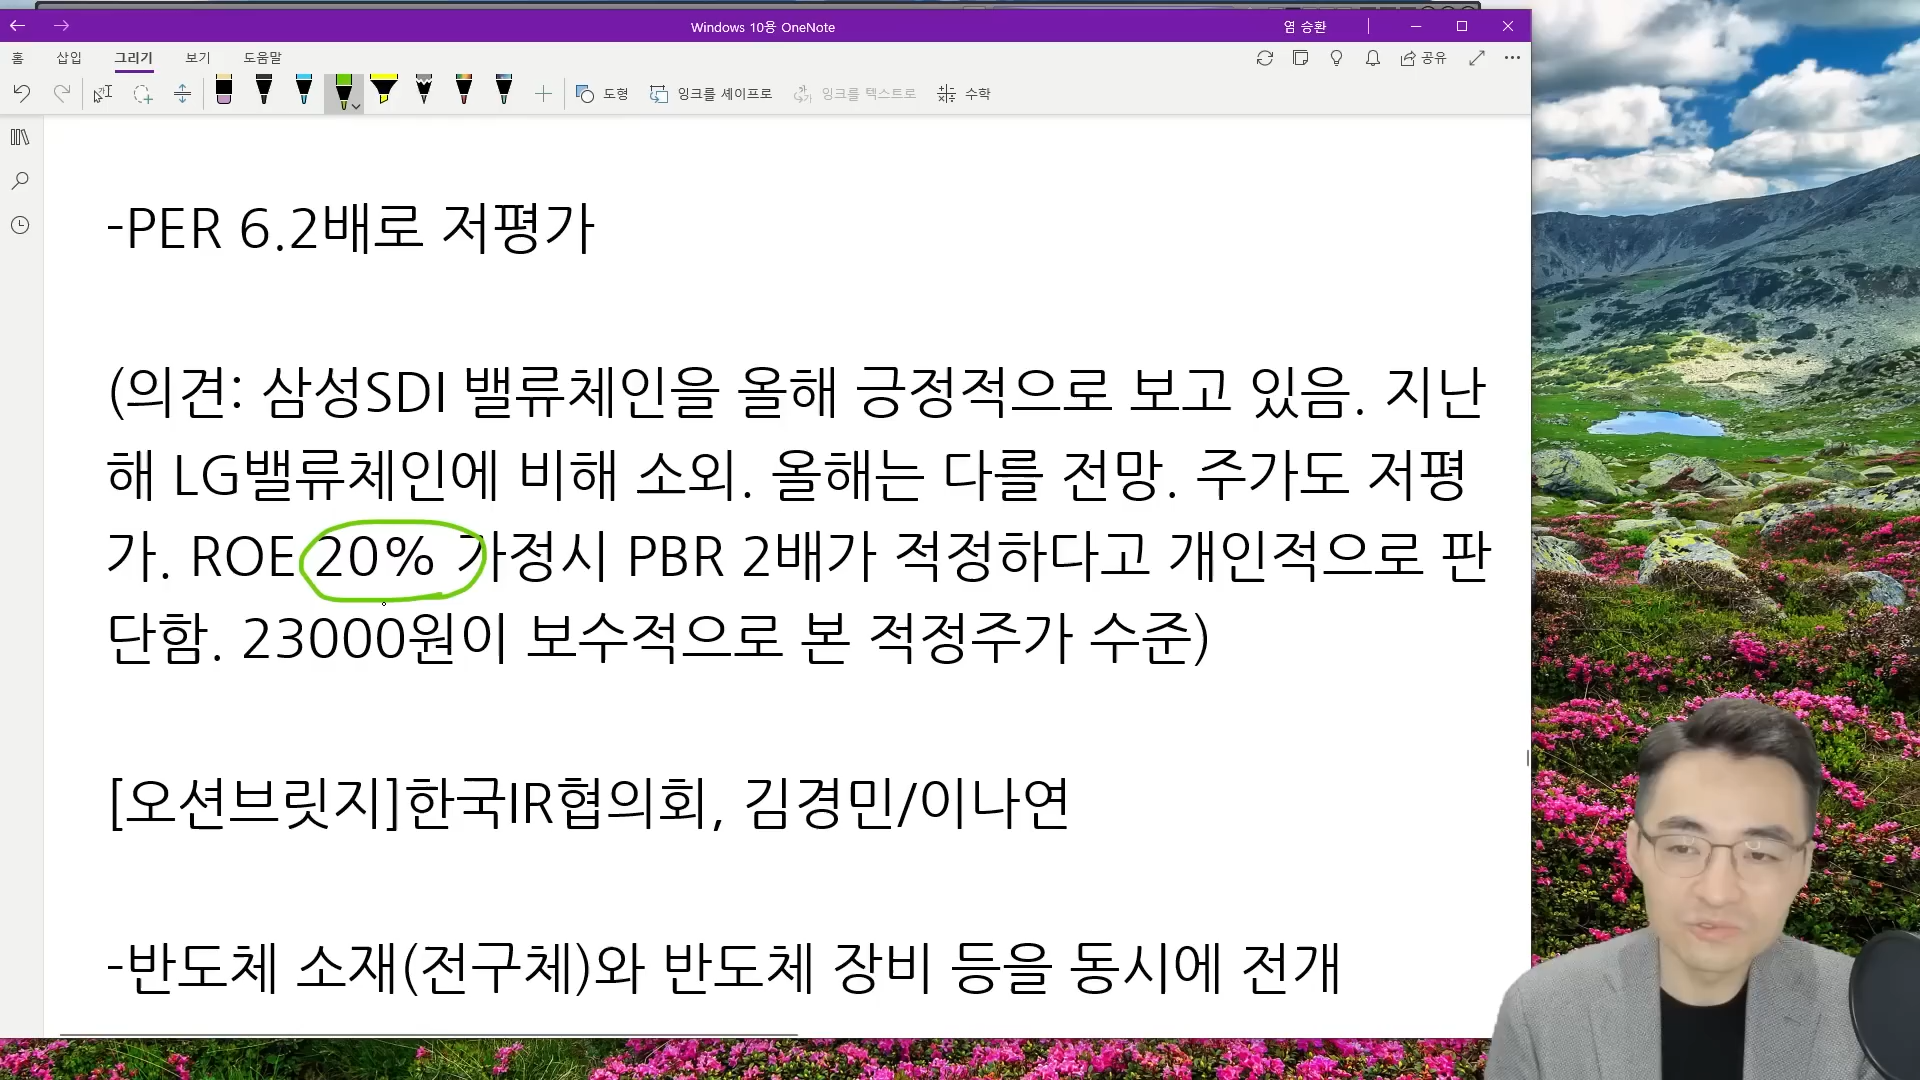 Windows 10용 OneNote
염 승환
홈 삽입 그리기 보기 도움말
공유
도형 잉크를 셰이프로 잉크를 텍스트로 수학
-PER 6.2배로 저평가
(의견: 삼성SDI 밸류체인을 올해 긍정적으로 보고 있음. 지난
해 LG밸류체인에 비해 소외. 올해는 다를 전망. 주가도 저평
가. ROE 20% 가정시 PBR 2배가 적정하다고 개인적으로 판
단함. 23000원이 보수적으로 본 적정주가 수준)
[오션브릿지]한국IR협의회, 김경민/이나연
-반도체 소재(전구체)와 반도체 장비 등을 동시에 전개